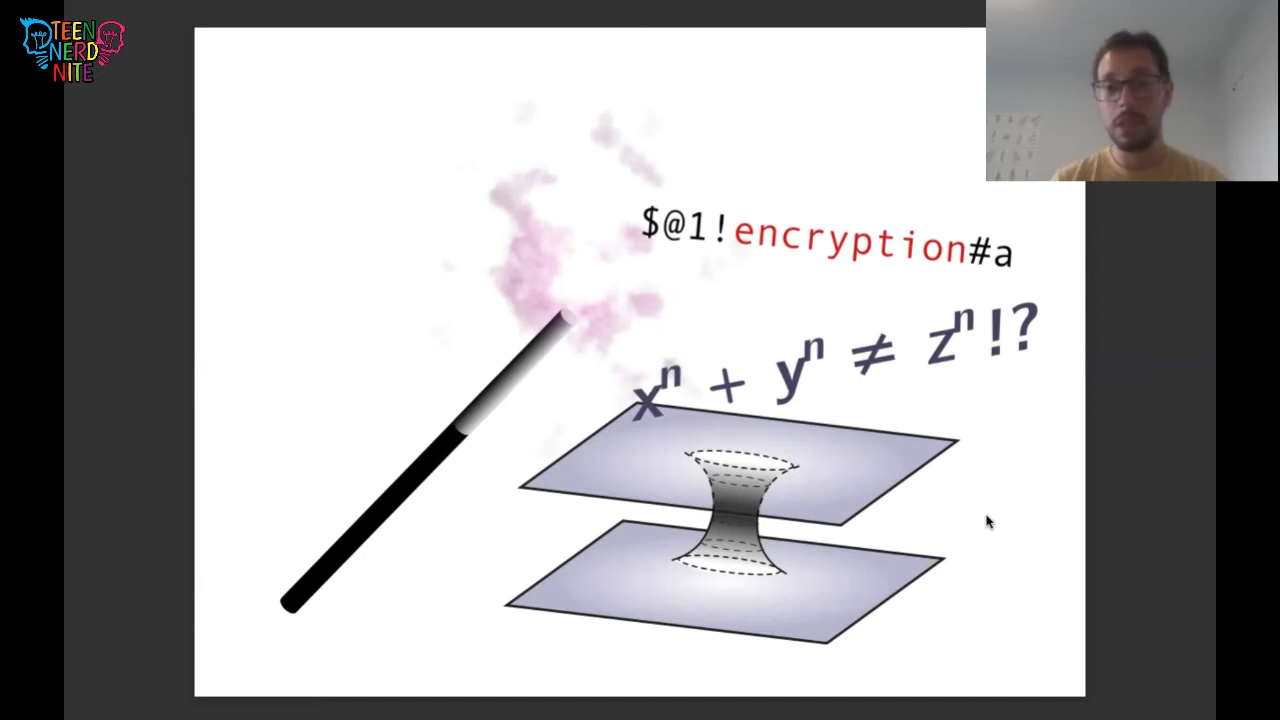 TEEN
NERD
NITE
$@1!encryption#a
xⁿ + yⁿ ≠ zⁿ!?